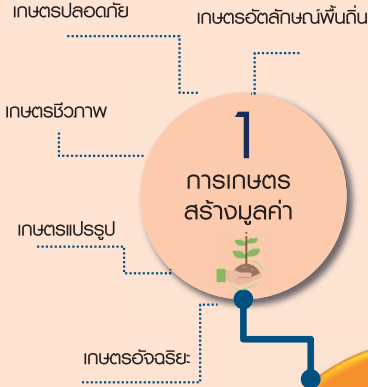 เกษตรปลอดภัย
เกษตรอัตลักษณ์พื้นถิ่น
เกษตรชีวภาพ
1
การเกษตร
สร้างมูลค่า
เกษตรแปรรูป
เกษตรอัจฉริยะ